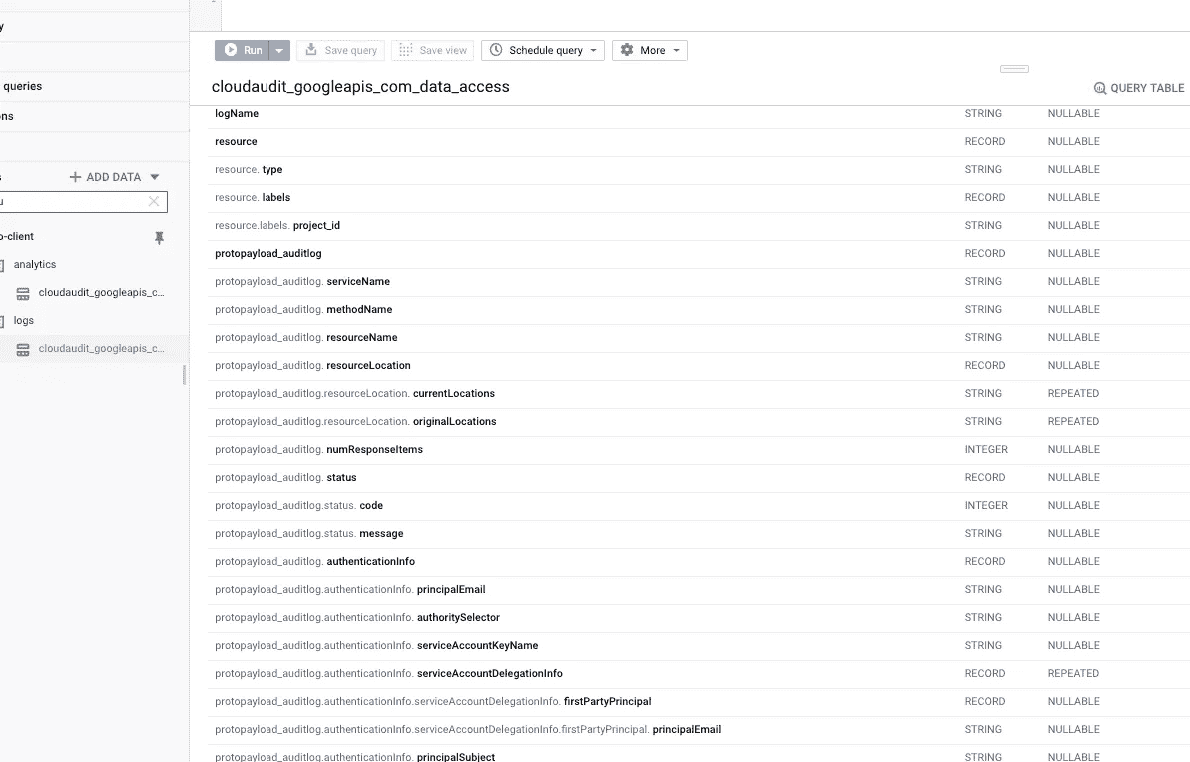 y
queries
ns
s
ADD DATA
u
o-client
analytics
cloudaudit_googleapis_c...
logs
cloudaudit_googleapis_c...
Run Save query Save view Schedule query More
cloudaudit_googleapis_com_data_access QUERY TABLE
logName STRING NULLABLE
resource RECORD NULLABLE
resource. type STRING NULLABLE
resource. labels RECORD NULLABLE
resource.labels. project_id STRING NULLABLE
protopayload_auditlog RECORD NULLABLE
protopayload_auditlog. serviceName STRING NULLABLE
protopayload_auditlog. methodName STRING NULLABLE
protopayload_auditlog. resourceName STRING NULLABLE
protopayload_auditlog. resourceLocation RECORD NULLABLE
protopayload_auditlog.resourceLocation. currentLocations STRING REPEATED
protopayload_auditlog.resourceLocation. originalLocations STRING REPEATED
protopayload_auditlog. numResponseItems INTEGER NULLABLE
protopayload_auditlog. status RECORD NULLABLE
protopayload_auditlog.status. code INTEGER NULLABLE
protopayload_auditlog.status. message STRING NULLABLE
protopayload_auditlog. authenticationInfo RECORD NULLABLE
protopayload_auditlog.authenticationInfo. principalEmail STRING NULLABLE
protopayload_auditlog.authenticationInfo. authoritySelector STRING NULLABLE
protopayload_auditlog.authenticationInfo. serviceAccountKeyName STRING NULLABLE
protopayload_auditlog.authenticationInfo. serviceAccountDelegationInfo RECORD REPEATED
protopayload_auditlog.authenticationInfo.serviceAccountDelegationInfo. firstPartyPrincipal RECORD NULLABLE
protopayload_auditlog.authenticationInfo.serviceAccountDelegationInfo.firstPartyPrincipal. principalEmail STRING NULLABLE
protopayload_auditlog.authenticationInfo. principalSubject STRING NULLABLE